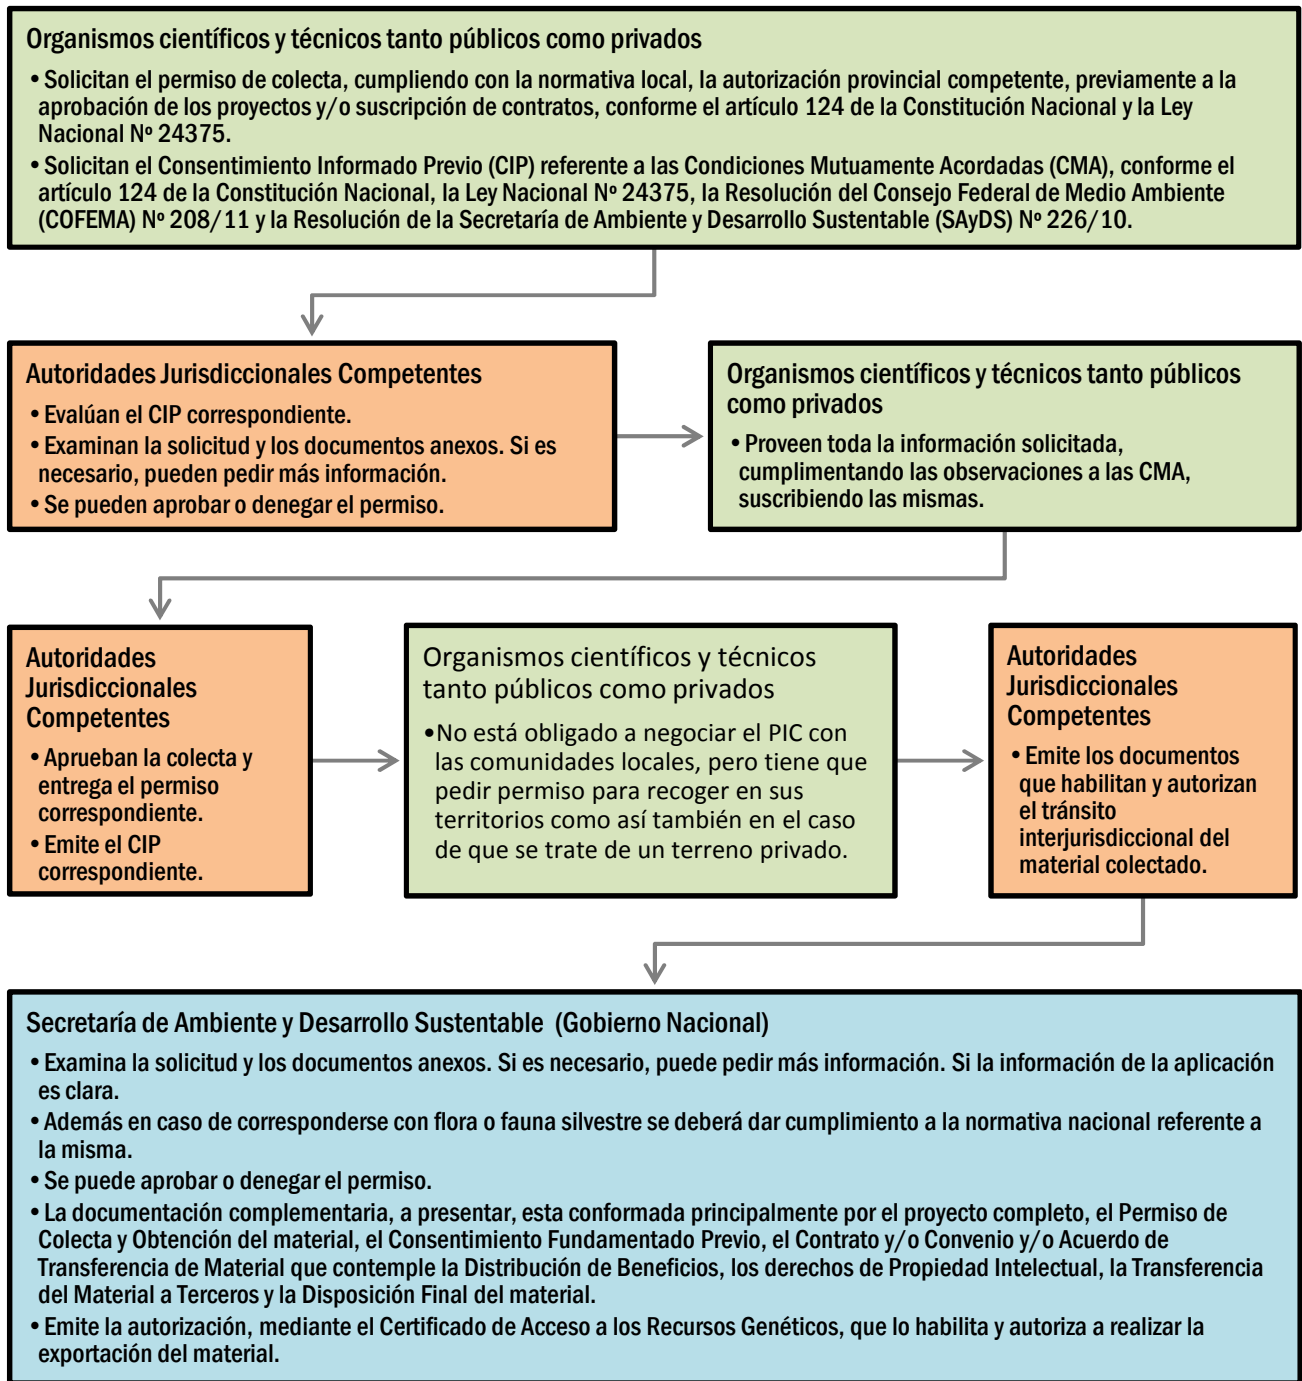 Organismos científicos y técnicos tanto públicos como privados
• Solicitan el permiso de colecta, cumpliendo con la normativa local, la autorización provincial competente, previamente a la
aprobación de los proyectos y/o suscripción de contratos, conforme el artículo 124 de la Constitución Nacional y la Ley
Nacional Nº 24375.
• Solicitan el Consentimiento Informado Previo (CIP) referente a las Condiciones Mutuamente Acordadas (CMA), conforme el
artículo 124 de la Constitución Nacional, la Ley Nacional Nº 24375, la Resolución del Consejo Federal de Medio Ambiente
(COFEMA) Nº 208/11 y la Resolución de la Secretaría de Ambiente y Desarrollo Sustentable (SAyDS) Nº 226/10.
Autoridades Jurisdiccionales Competentes
• Evalúan el CIP correspondiente.
• Examinan la solicitud y los documentos anexos. Si es
necesario, pueden pedir más información.
• Se pueden aprobar o denegar el permiso.
Organismos científicos y técnicos tanto públicos
como privados
• Proveen toda la información solicitada,
cumplimentando las observaciones a las CMA,
suscribiendo las mismas.
Autoridades
Jurisdiccionales
Competentes
• Aprueban la colecta y
entrega el permiso
correspondiente.
• Emite el CIP
correspondiente.
Organismos científicos y técnicos
tanto públicos como privados
• No está obligado a negociar el PIC con
las comunidades locales, pero tiene que
pedir permiso para recoger en sus
territorios como así también en el caso
de que se trate de un terreno privado.
Autoridades
Jurisdiccionales
Competentes
• Emite los documentos
que habilitan y autorizan
el tránsito
interjurisdiccional del
material colectado.
Secretaría de Ambiente y Desarrollo Sustentable (Gobierno Nacional)
• Examina la solicitud y los documentos anexos. Si es necesario, puede pedir más información. Si la información de la aplicación
es clara.
• Además en caso de corresponderse con flora o fauna silvestre se deberá dar cumplimiento a la normativa nacional referente a
la misma.
• Se puede aprobar o denegar el permiso.
• La documentación complementaria, a presentar, esta conformada principalmente por el proyecto completo, el Permiso de
Colecta y Obtención del material, el Consentimiento Fundamentado Previo, el Contrato y/o Convenio y/o Acuerdo de
Transferencia de Material que contemple la Distribución de Beneficios, los derechos de Propiedad Intelectual, la Transferencia
del Material a Terceros y la Disposición Final del material.
• Emite la autorización, mediante el Certificado de Acceso a los Recursos Genéticos, que lo habilita y autoriza a realizar la
exportación del material.